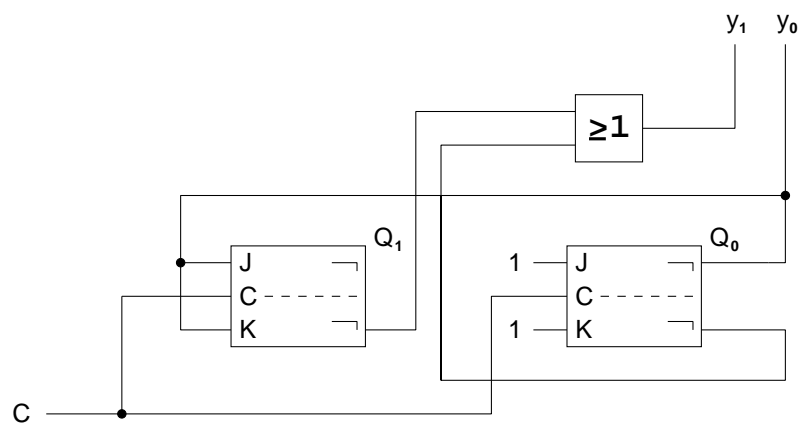 y₁ y₀
≥1
Q₁ Q₀
J 1 J
C C
K 1 K
C